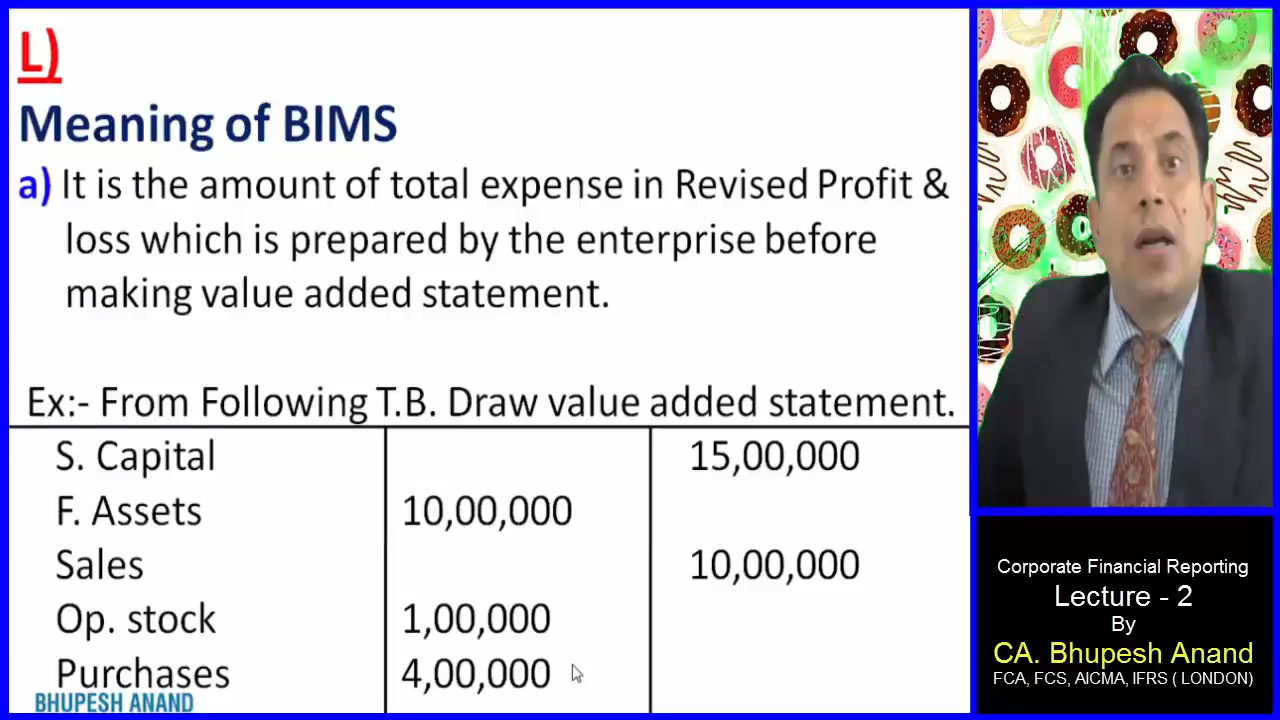 L)
Meaning of BIMS
a) It is the amount of total expense in Revised Profit &
loss which is prepared by the enterprise before
making value added statement.
Ex:- From Following T.B. Draw value added statement.
S. Capital 15,00,000
F. Assets 10,00,000
Sales 10,00,000
Op. stock 1,00,000
Purchases 4,00,000
BHUPESH ANAND
Corporate Financial Reporting
Lecture - 2
By
CA. Bhupesh Anand
FCA, FCS, AICMA, IFRS ( LONDON)